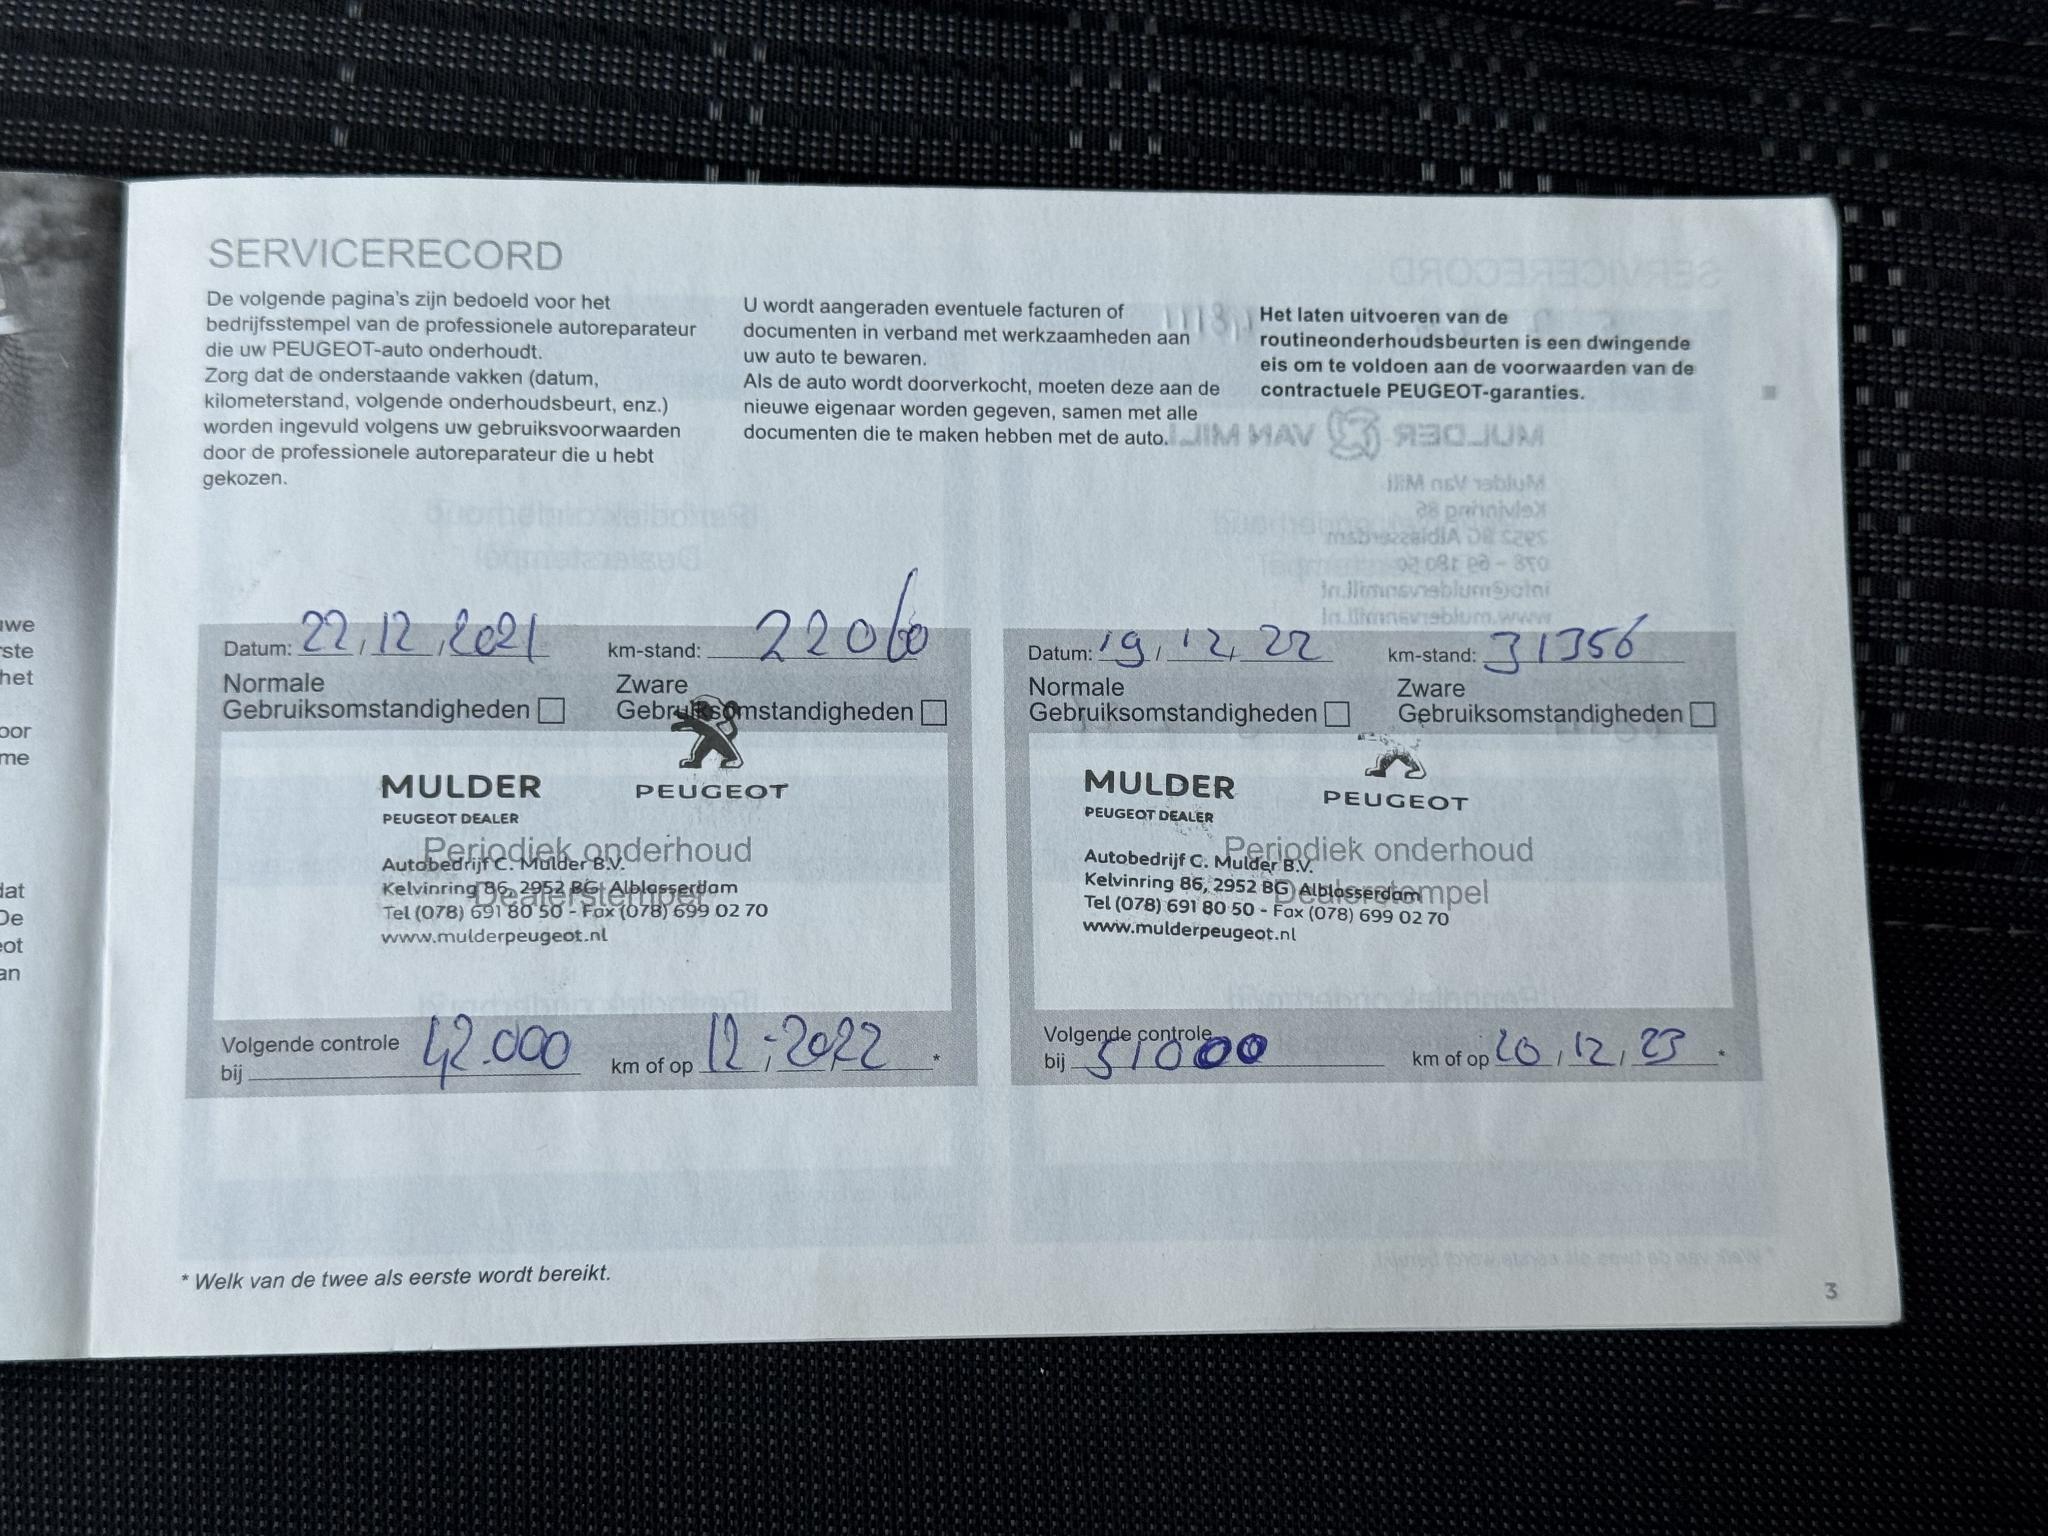 SERVICERECORD
De volgende pagina's zijn bedoeld voor het
bedrijfsstempel van de professionele autoreparateur
die uw PEUGEOT-auto onderhoudt.
Zorg dat de onderstaande vakken (datum,
kilometerstand, volgende onderhoudsbeurt, enz.)
worden ingevuld volgens uw gebruiksvoorwaarden
door de professionele autoreparateur die u hebt
gekozen.
U wordt aangeraden eventuele facturen of
documenten in verband met werkzaamheden aan
uw auto te bewaren.
Als de auto wordt doorverkocht, moeten deze aan de
nieuwe eigenaar worden gegeven, samen met alle
documenten die te maken hebben met de auto.
Het laten uitvoeren van de
routineonderhoudsbeurten is een dwingende
eis om te voldoen aan de voorwaarden van de
contractuele PEUGEOT-garanties.
Datum: 22 / 12 / 2021 km-stand: 22060
Normale
Gebruiksomstandigheden
Zware
Gebruiksomstandigheden
MULDER
PEUGEOT DEALER
PEUGEOT
Periodiek onderhoud
Autobedrijf C. Mulder B.V.
Dealerstempel
Kelvinring 86, 2952 BG Alblasserdam
Tel (078) 691 80 50 - Fax (078) 699 02 70
www.mulderpeugeot.nl
Volgende controle
bij 42.000 km of op 12 / 2022 *
Datum: 19 / 12 / 22 km-stand: 31356
Normale
Gebruiksomstandigheden
Zware
Gebruiksomstandigheden
MULDER
PEUGEOT DEALER
PEUGEOT
Periodiek onderhoud
Autobedrijf C. Mulder B.V.
Dealerstempel
Kelvinring 86, 2952 BG Alblasserdam
Tel (078) 691 80 50 - Fax (078) 699 02 70
www.mulderpeugeot.nl
Volgende controle
bij 51000 km of op 20 / 12 / 23 *
* Welk van de twee als eerste wordt bereikt.
3